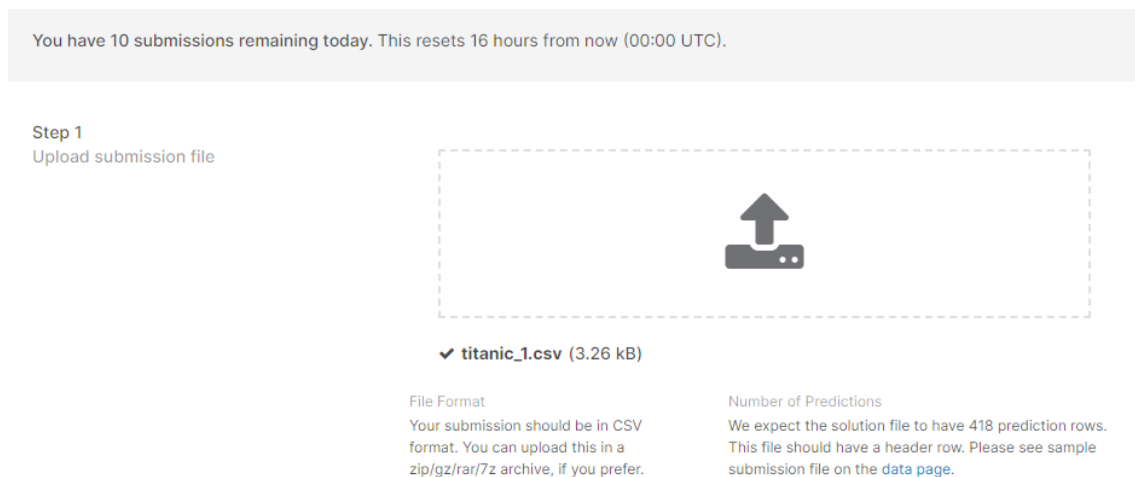 You have 10 submissions remaining today. This resets 16 hours from now (00:00 UTC).
Step 1
Upload submission file
✔ titanic_1.csv (3.26 kB)
File Format
Your submission should be in CSV
format. You can upload this in a
zip/gz/rar/7z archive, if you prefer.
Number of Predictions
We expect the solution file to have 418 prediction rows.
This file should have a header row. Please see sample
submission file on the data page.